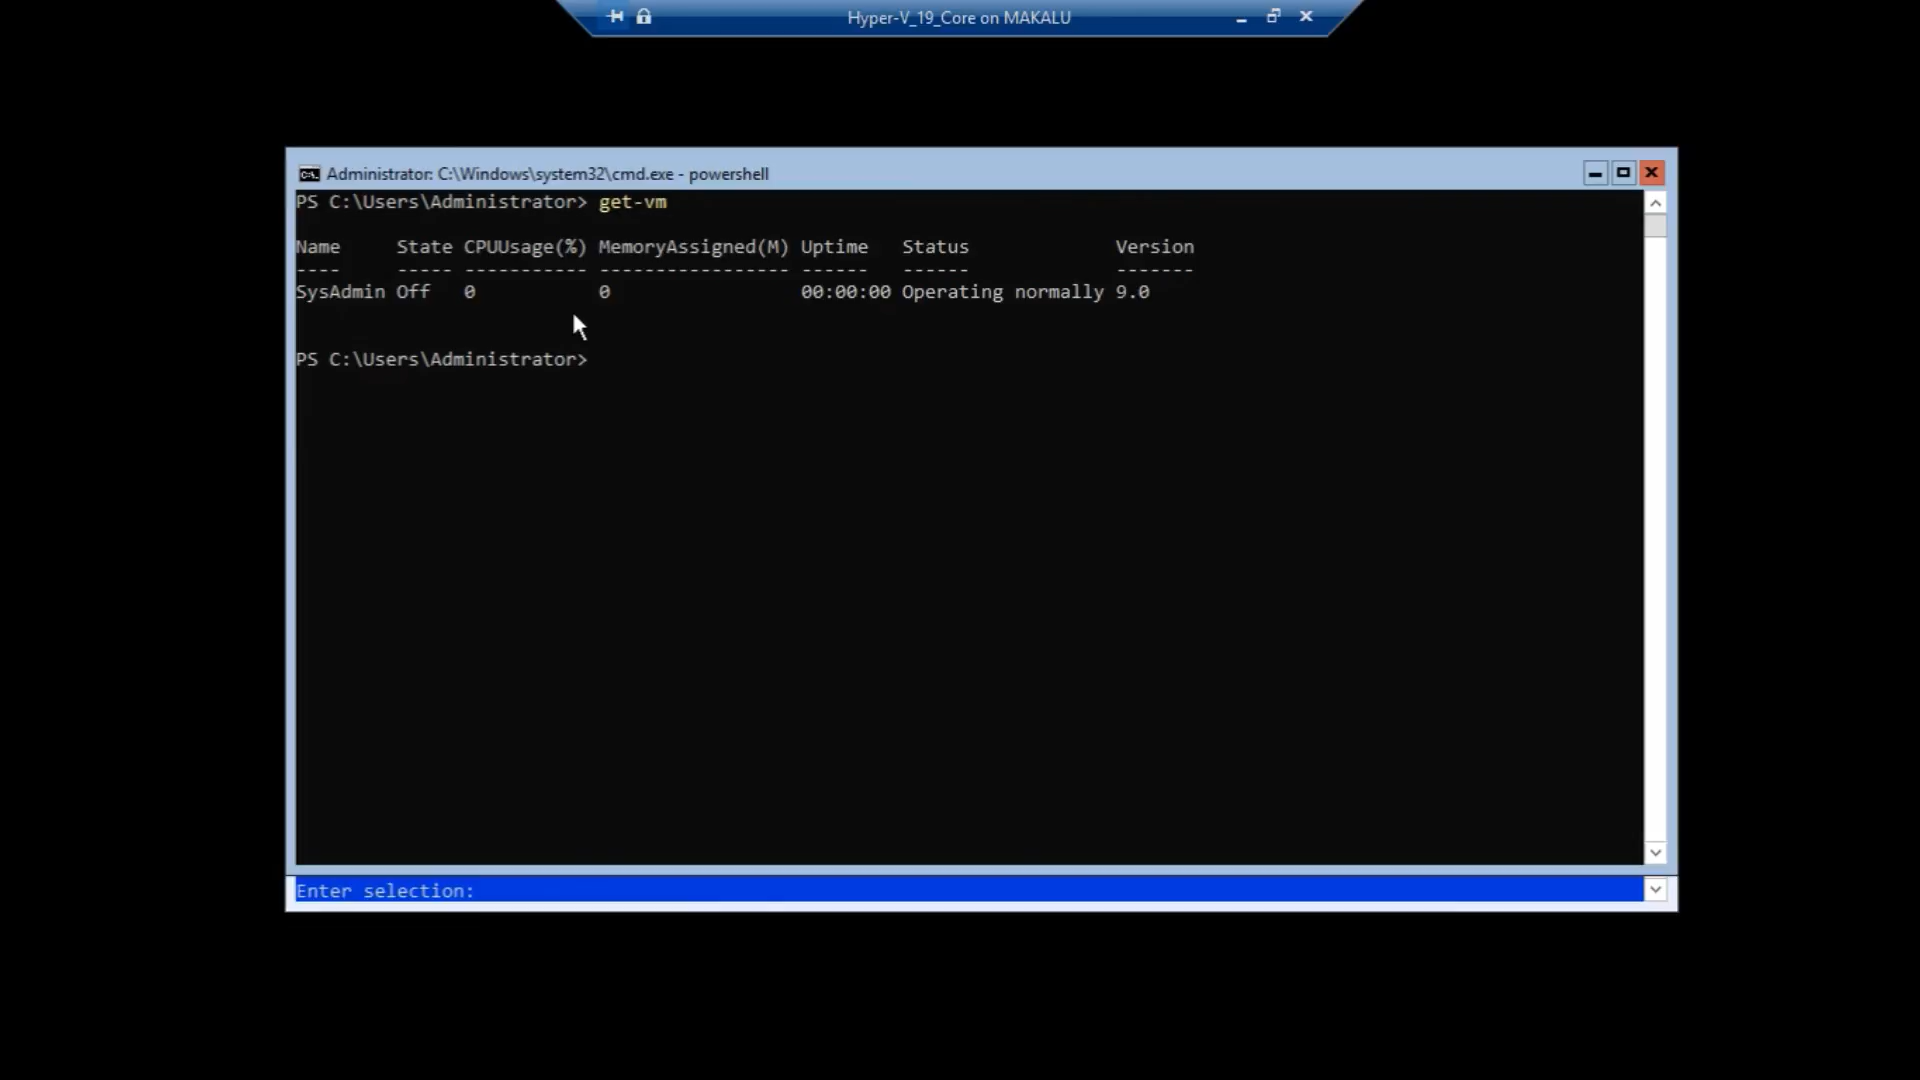 Hyper-V_19_Core on MAKALU
Administrator: C:\Windows\system32\cmd.exe - powershell
PS C:\Users\Administrator> get-vm
Name     State CPUUsage(%) MemoryAssigned(M) Uptime   Status             Version
----     ----- ----------- ----------------- ------   ------             -------
SysAdmin Off   0           0                 00:00:00 Operating normally 9.0
PS C:\Users\Administrator>
Enter selection: